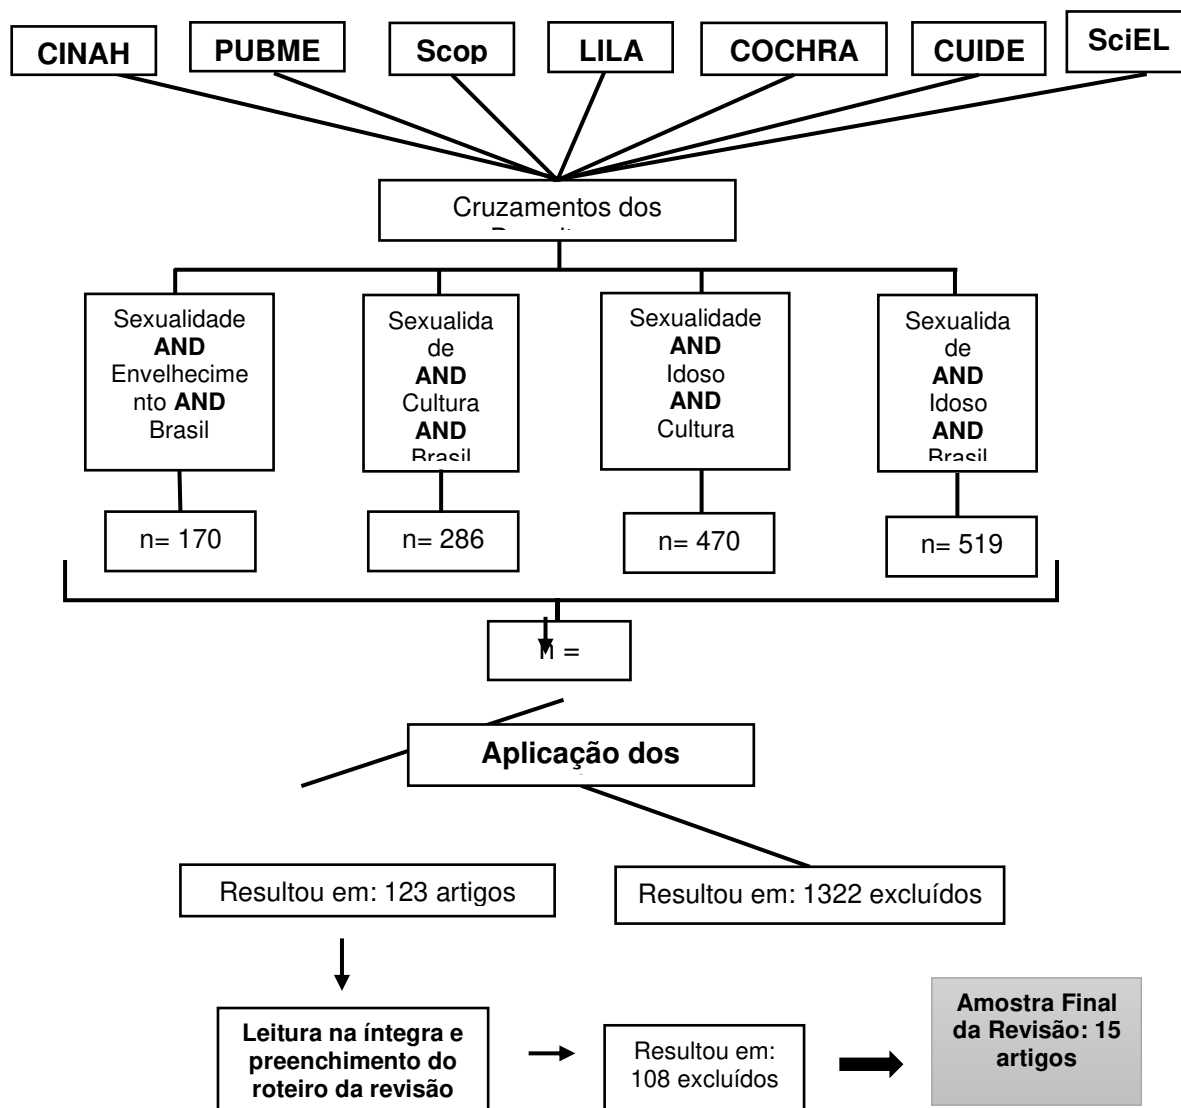 CINAH
PUBME
Scop
LILA
COCHRA
CUIDE
SciEL
Cruzamentos dos
Sexualidade
AND
Envelhecime
nto AND
Brasil
Sexualida
de
AND
Cultura
AND
Brasil
Sexualidade
AND
Idoso
AND
Cultura
Sexualida
de
AND
Idoso
AND
Brasil
n= 170
n= 286
n= 470
n= 519
n =
Aplicação dos
Resultou em: 123 artigos
Resultou em: 1322 excluídos
Leitura na íntegra e
preenchimento do
roteiro da revisão
Resultou em:
108 excluídos
Amostra Final
da Revisão: 15
artigos